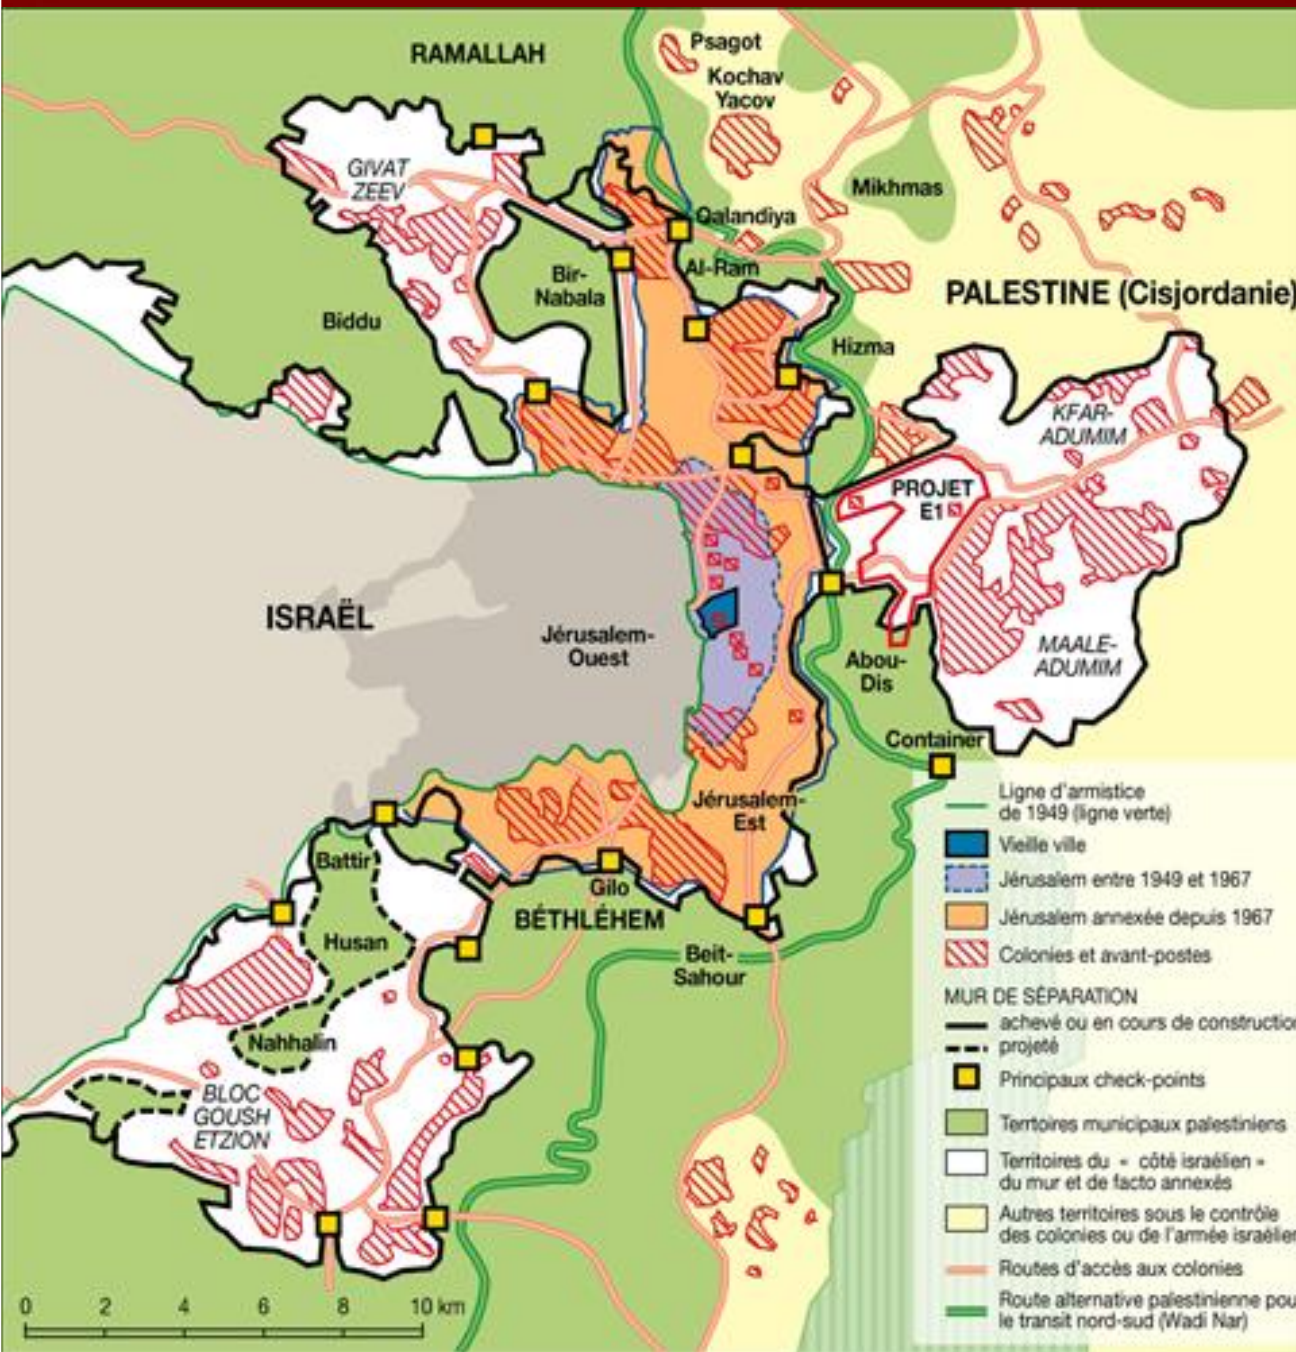 RAMALLAH
Psagot
Kochav
Yacov
GIVAT
ZEEV
Mikhmas
Qalandiya
Bir-
Nabala
Al-Ram
PALESTINE (Cisjordanie)
Biddu
Hizma
KFAR-
ADUMIM
PROJET
E1
ISRAËL
Jérusalem-
Ouest
MAALE-
ADUMIM
Abou-
Dis
Container
Jérusalem-
Est
Battir
Gilo
BÉTHLÉHEM
Husan
Beit-
Sahour
Nahhalin
BLOC
GOUSH
ETZION
Ligne d'armistice
de 1949 (ligne verte)
Vieille ville
Jérusalem entre 1949 et 1967
Jérusalem annexée depuis 1967
Colonies et avant-postes
MUR DE SÉPARATION
achevé ou en cours de construction
projeté
Principaux check-points
Territoires municipaux palestiniens
Territoires du « côté israélien »
du mur et de facto annexés
Autres territoires sous le contrôle
des colonies ou de l'armée israélien
Routes d'accès aux colonies
Route alternative palestinienne pou
le transit nord-sud (Wadi Nar)
0 2 4 6 8 10 km